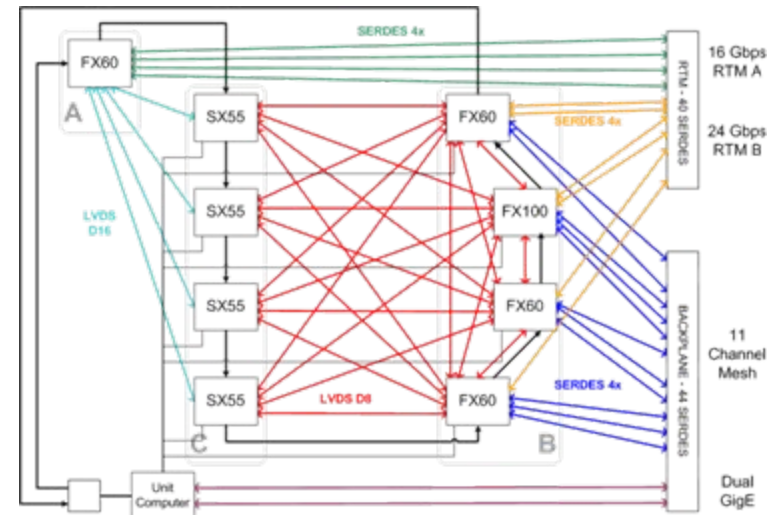 SERDES 4x
FX60
A
16 Gbps
RTM A
RTM - 40 SERDES
SX55
FX60
SERDES 4x
24 Gbps
RTM B
LVDS
D16
SX55
FX100
SX55
FX60
BACKPLANE - 44 SERDES
11
Channel
Mesh
SX55
LVDS D8
FX60
SERDES 4x
C
B
Unit
Computer
Dual
GigE